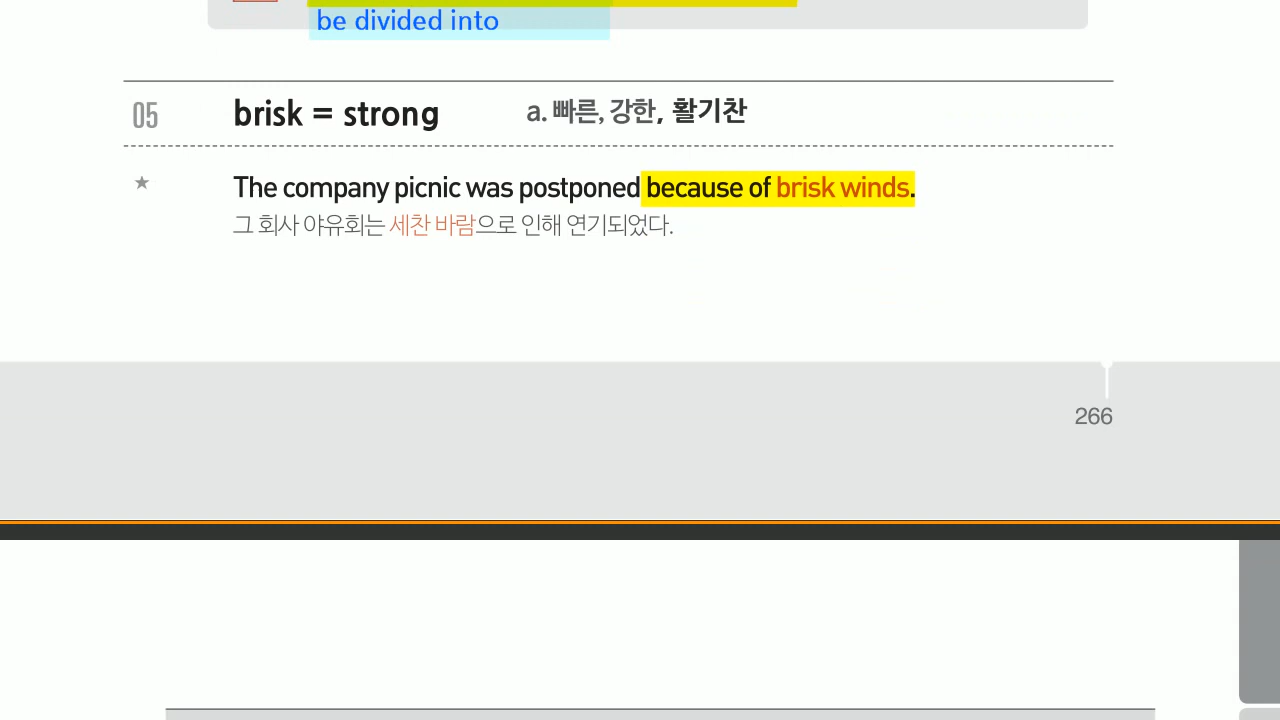 be divided into
05 brisk = strong a. 빠른, 강한, 활기찬
★ The company picnic was postponed because of brisk winds.
그 회사 야유회는 세찬 바람으로 인해 연기되었다.
266